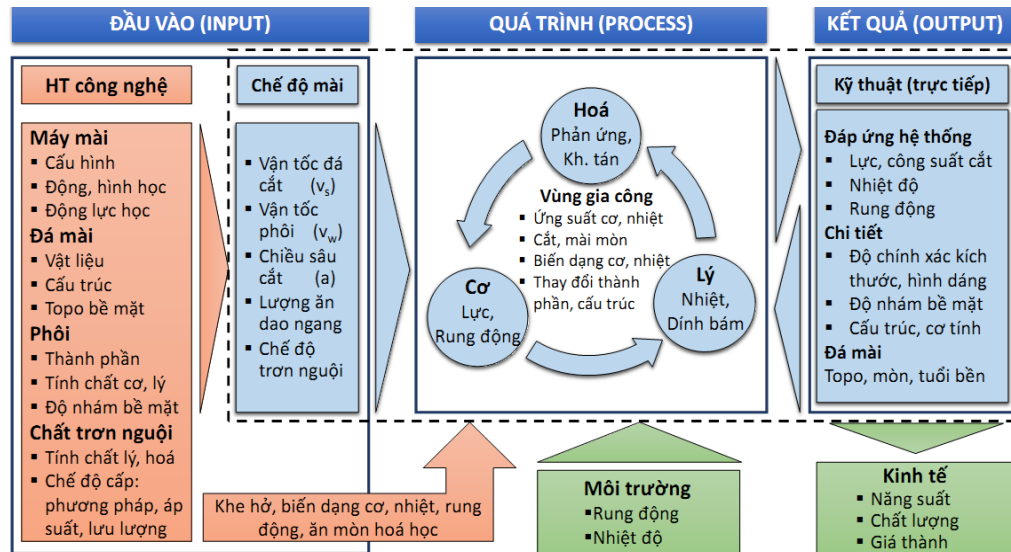 ĐẦU VÀO (INPUT)
QUÁ TRÌNH (PROCESS)
KẾT QUẢ (OUTPUT)
HT công nghệ
Máy mài
▪ Cấu hình
▪ Động, hình học
▪ Động lực học
Đá mài
▪ Vật liệu
▪ Cấu trúc
▪ Topo bề mặt
Phôi
▪ Thành phần
▪ Tính chất cơ, lý
▪ Độ nhám bề mặt
Chất trơn nguội
▪ Tính chất lý, hoá
▪ Chế độ cấp:
phương pháp, áp
suất, lưu lượng
Chế độ mài
▪ Vận tốc đá
cắt (vs)
▪ Vận tốc
phôi (vw)
▪ Chiều sâu
cắt (a)
▪ Lượng ăn
dao ngang
▪ Chế độ
trơn nguội
Hoá
Phản ứng,
Kh. tán
Vùng gia công
▪ Ứng suất cơ, nhiệt
▪ Cắt, mài mòn
▪ Biến dạng cơ, nhiệt
▪ Thay đổi thành
phần, cấu trúc
Cơ
Lực,
Rung động
Lý
Nhiệt,
Dính bám
Kỹ thuật (trực tiếp)
Đáp ứng hệ thống
▪ Lực, công suất cắt
▪ Nhiệt độ
▪ Rung động
Chi tiết
▪ Độ chính xác kích
thước, hình dáng
▪ Độ nhám bề mặt
▪ Cấu trúc, cơ tính
Đá mài
Topo, mòn, tuổi bền
Khe hở, biến dạng cơ, nhiệt, rung
động, ăn mòn hoá học
Môi trường
▪Rung động
▪Nhiệt độ
Kinh tế
▪ Năng suất
▪ Chất lượng
▪ Giá thành